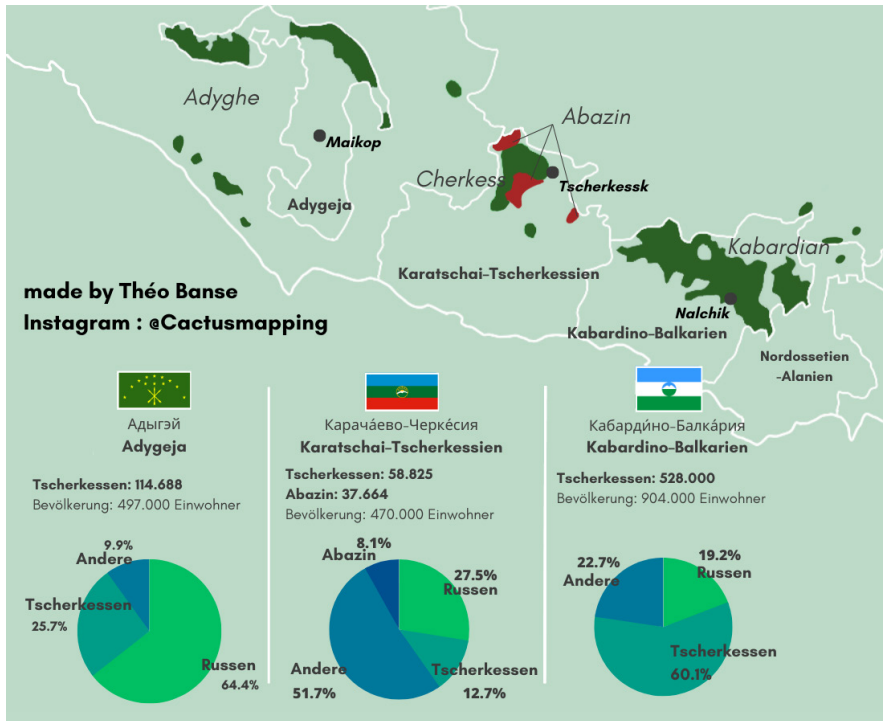 Adyghe
Maikop
Adygeja
Abazin
Cherkess
Tscherkessk
Karatschai-Tscherkessien
Kabardian
Nalchik
Kabardino-Balkarien
Nordossetien
-Alanien
made by Théo Banse
Instagram : @Cactusmapping
Адыгэй
Adygeja
Tscherkessen: 114.688
Bevölkerung: 497.000 Einwohner
9.9%
Andere
Tscherkessen
25.7%
Russen
64.4%
Карача́ево-Черке́сия
Karatschai-Tscherkessien
Tscherkessen: 58.825
Abazin: 37.664
Bevölkerung: 470.000 Einwohner
8.1%
Abazin
27.5%
Russen
Andere
51.7%
Tscherkessen
12.7%
Кабарди́но-Балка́рия
Kabardino-Balkarien
Tscherkessen: 528.000
Bevölkerung: 904.000 Einwohner
22.7%
Andere
19.2%
Russen
Tscherkessen
60.1%